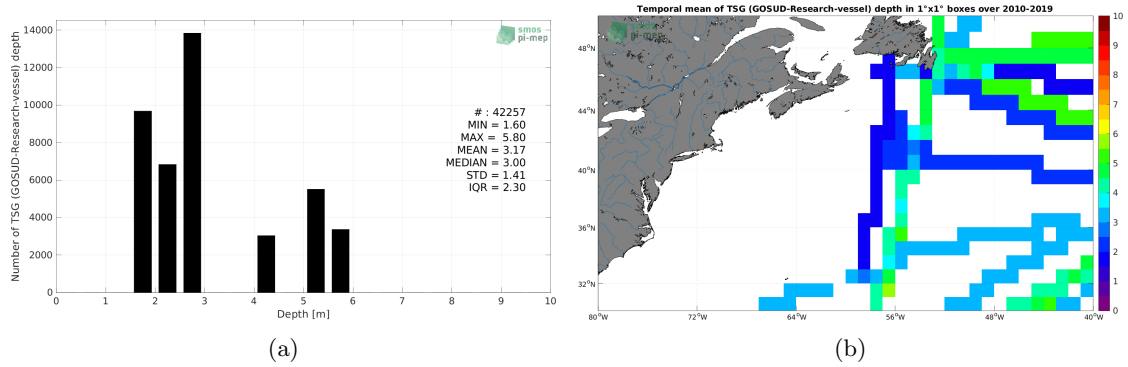 14000
12000
10000
8000
6000
4000
2000
0
Number of TSG (GOSUD-Research-vessel) depth
0 1 2 3 4 5 6 7 8 9 10
Depth [m]
smos
pi-mep
# : 42257
MIN = 1.60
MAX = 5.80
MEAN = 3.17
MEDIAN = 3.00
STD = 1.41
IQR = 2.30
(a)
Temporal mean of TSG (GOSUD-Research-vessel) depth in 1°x1° boxes over 2010-2019
smos
pi-mep
48°N
44°N
40°N
36°N
32°N
80°W 72°W 64°W 56°W 48°W 40°W
10
9
8
7
6
5
4
3
2
1
0
(b)